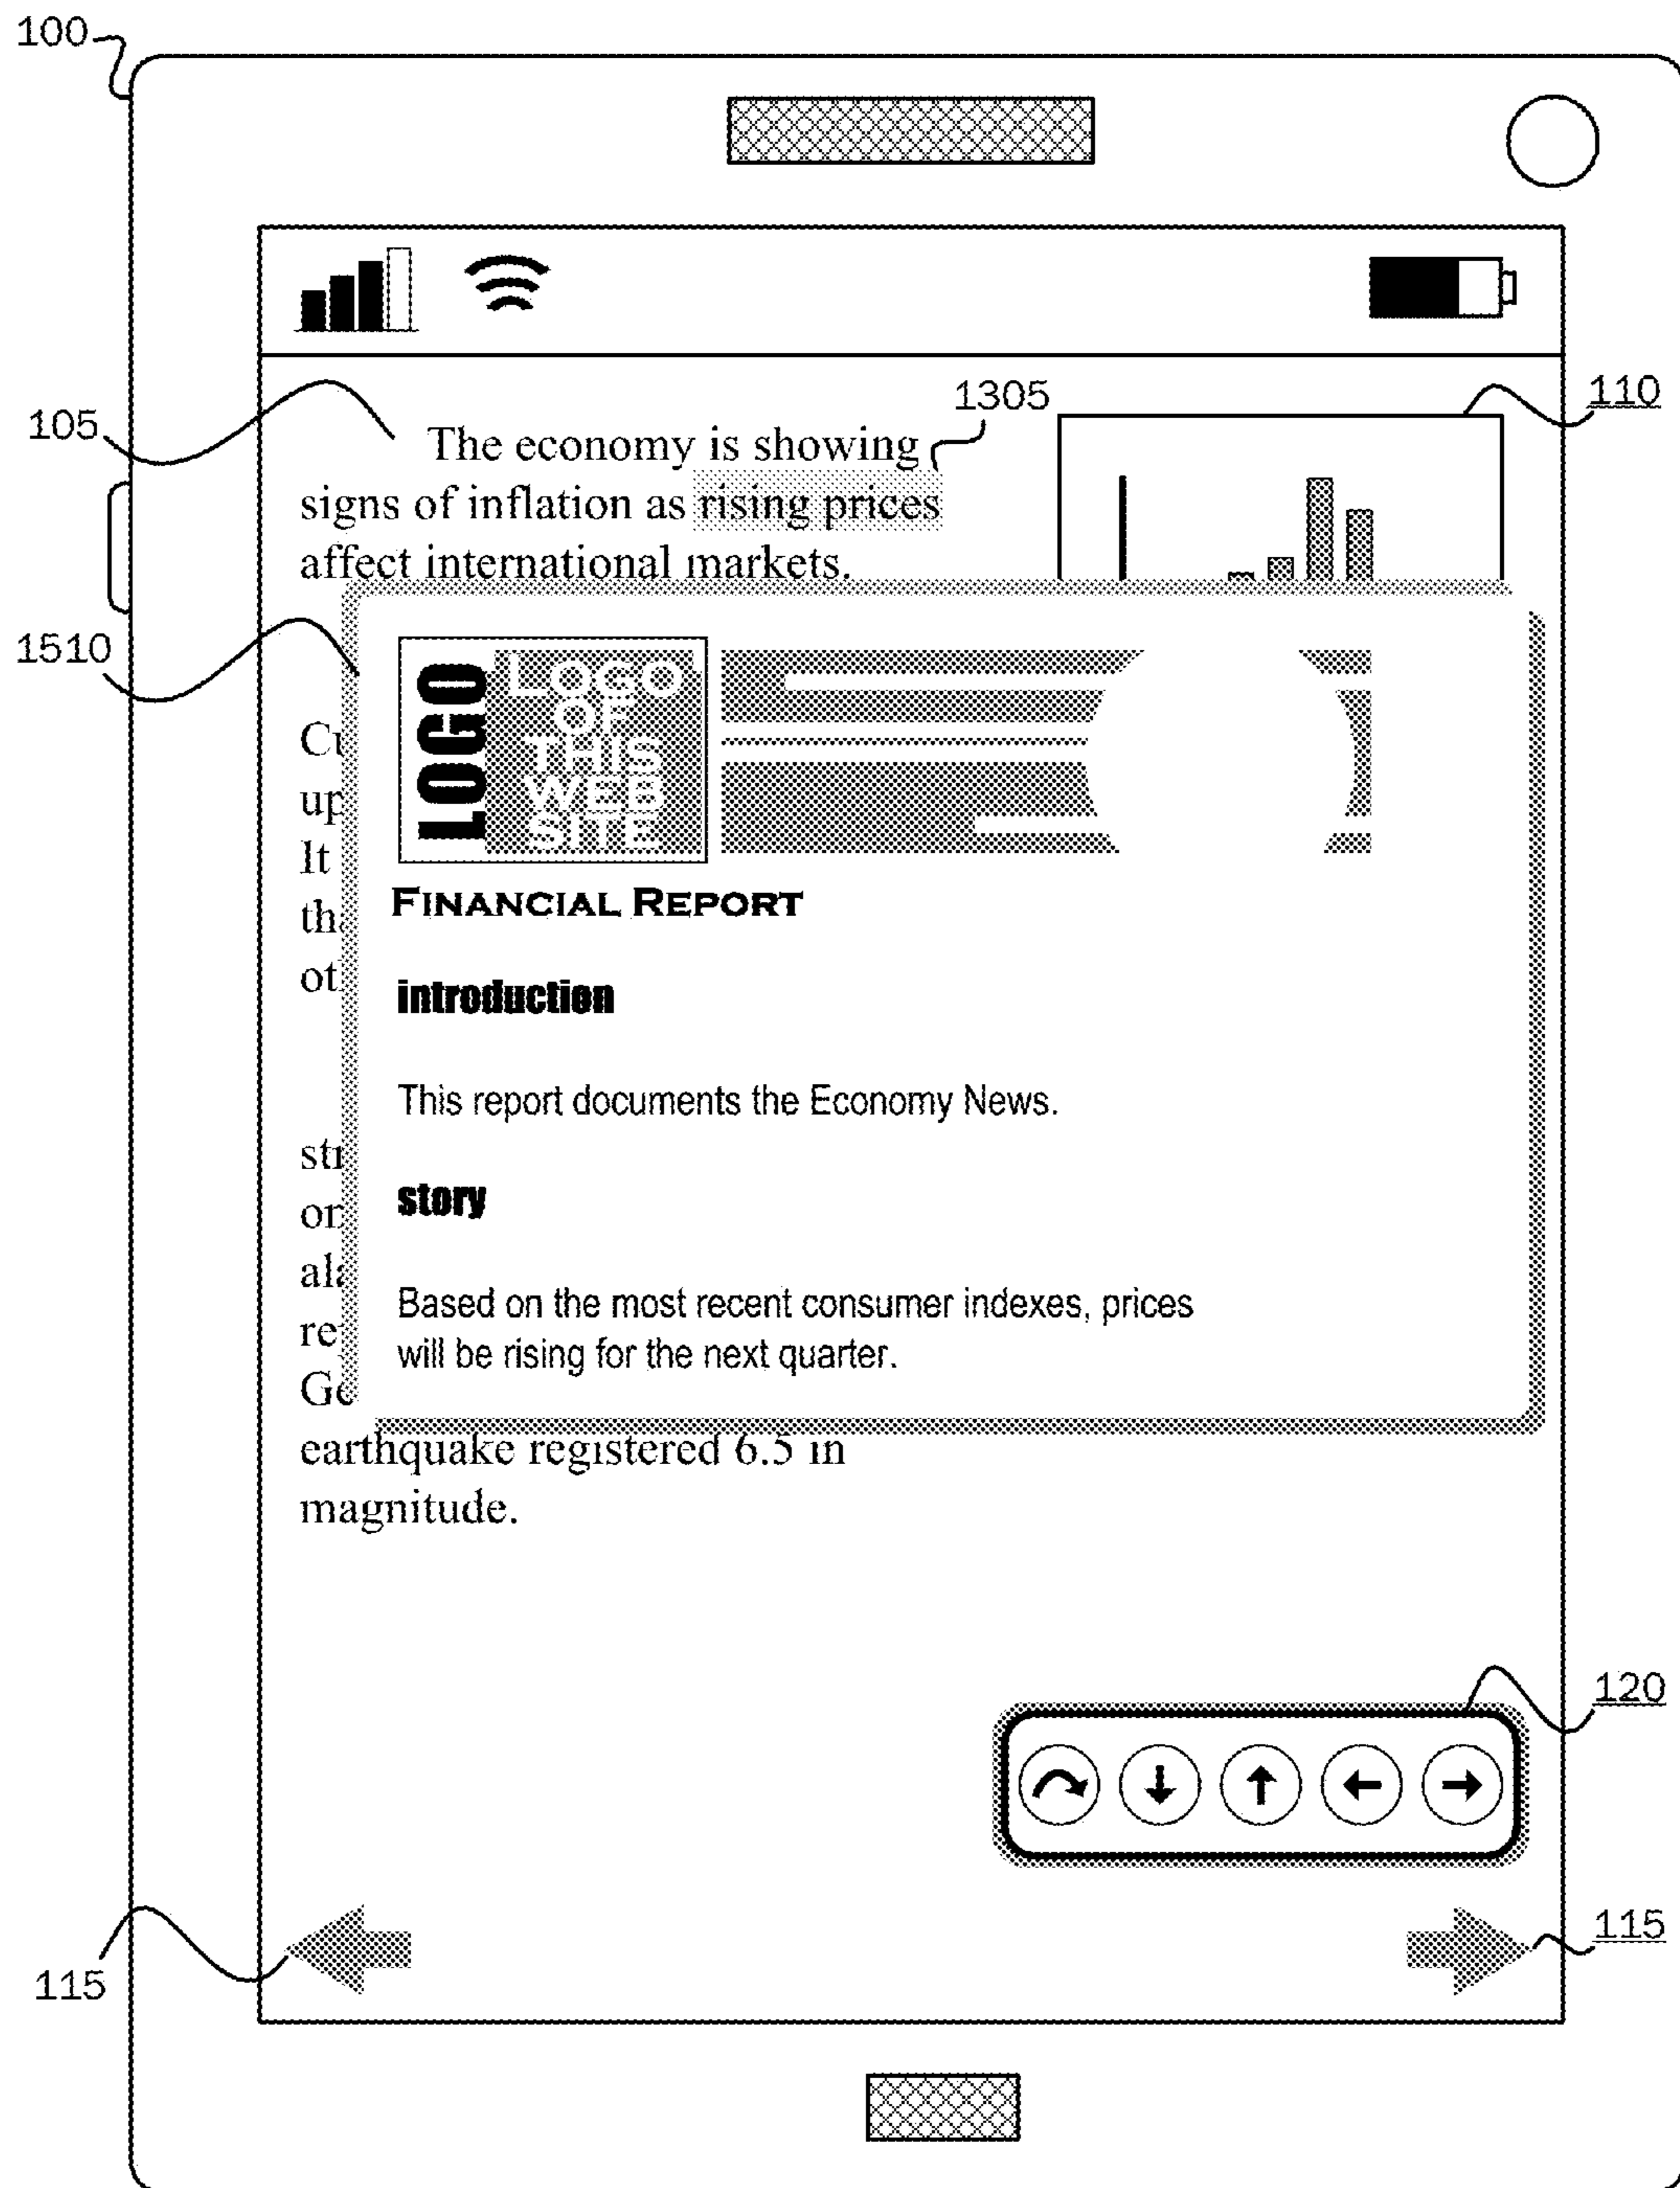 100
105
1305
110
The economy is showing
signs of inflation as rising prices
affect international markets.
1510
LOGO
LOGO
OF
THIS
WEB
SITE
FINANCIAL REPORT
introduction
This report documents the Economy News.
story
Based on the most recent consumer indexes, prices
will be rising for the next quarter.
up
It
earthquake registered 6.5 in
magnitude.
120
115
115